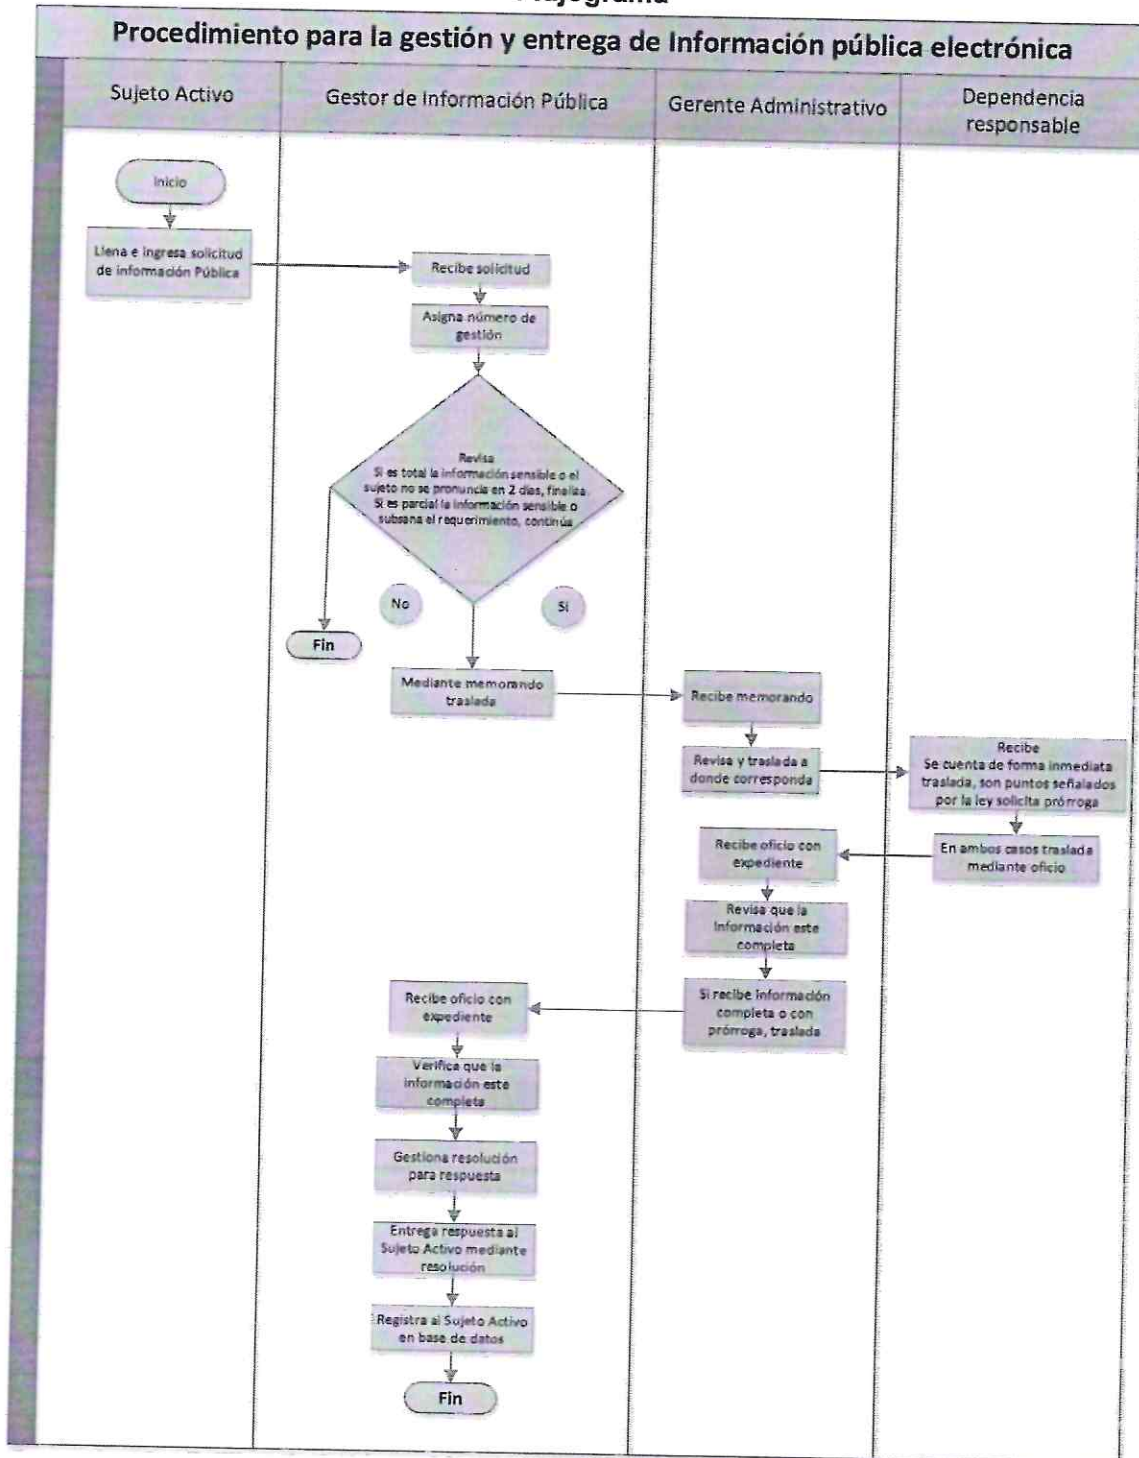 Procedimiento para la gestión y entrega de Información pública electrónica
Sujeto Activo
Gestor de Información Pública
Gerente Administrativo
Dependencia
responsable
Inicio
Llena e ingresa solicitud
de información Pública
Recibe solicitud
Asigna número de
gestión
Revisa
Si es total la información sensible o el
sujeto no se pronuncia en 2 días, finaliza.
Si es parcial la información sensible o
subsana el requerimiento, continúa
No
Si
Fin
Mediante memorando
traslada
Recibe memorando
Revisa y traslada a
donde corresponda
Recibe
Se cuenta de forma inmediata
traslada, son puntos señalados
por la ley solicita prórroga
En ambos casos traslada
mediante oficio
Recibe oficio con
expediente
Revisa que la
Información este
completa
Si recibe información
completa o con
prórroga, traslada
Recibe oficio con
expediente
Verifica que la
información este
completa
Gestiona resolución
para respuesta
Entrega respuesta al
Sujeto Activo mediante
resolución
Registra al Sujeto Activo
en base de datos
Fin